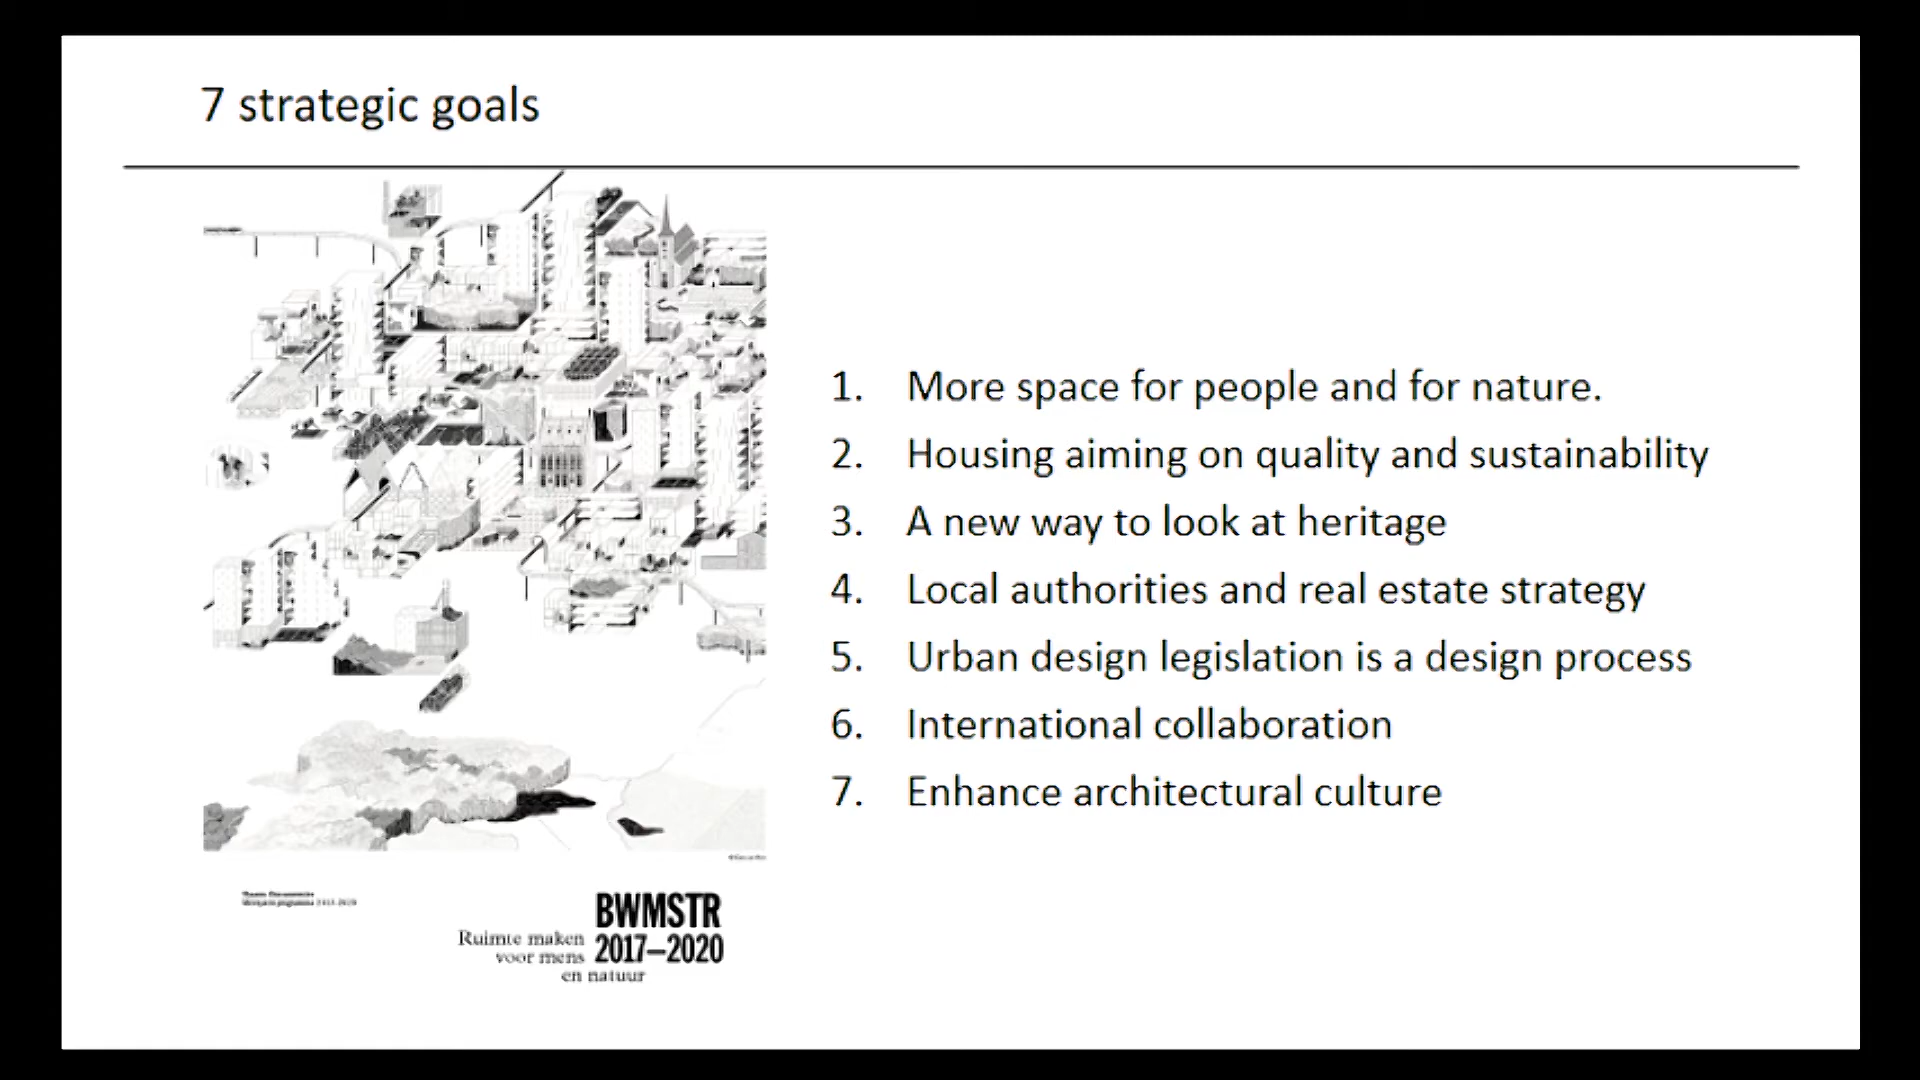 7 strategic goals
1. More space for people and for nature.
2. Housing aiming on quality and sustainability
3. A new way to look at heritage
4. Local authorities and real estate strategy
5. Urban design legislation is a design process
6. International collaboration
7. Enhance architectural culture
BWMSTR
2017–2020
Ruimte maken
voor mens
en natuur